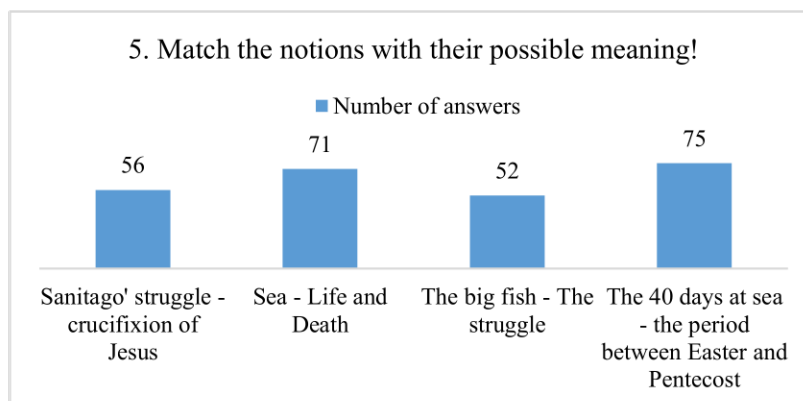 5. Match the notions with their possible meaning!
Number of answers
56
71
52
75
Sanitago' struggle -
crucifixion of
Jesus
Sea - Life and
Death
The big fish - The
struggle
The 40 days at sea
- the period
between Easter and
Pentecost